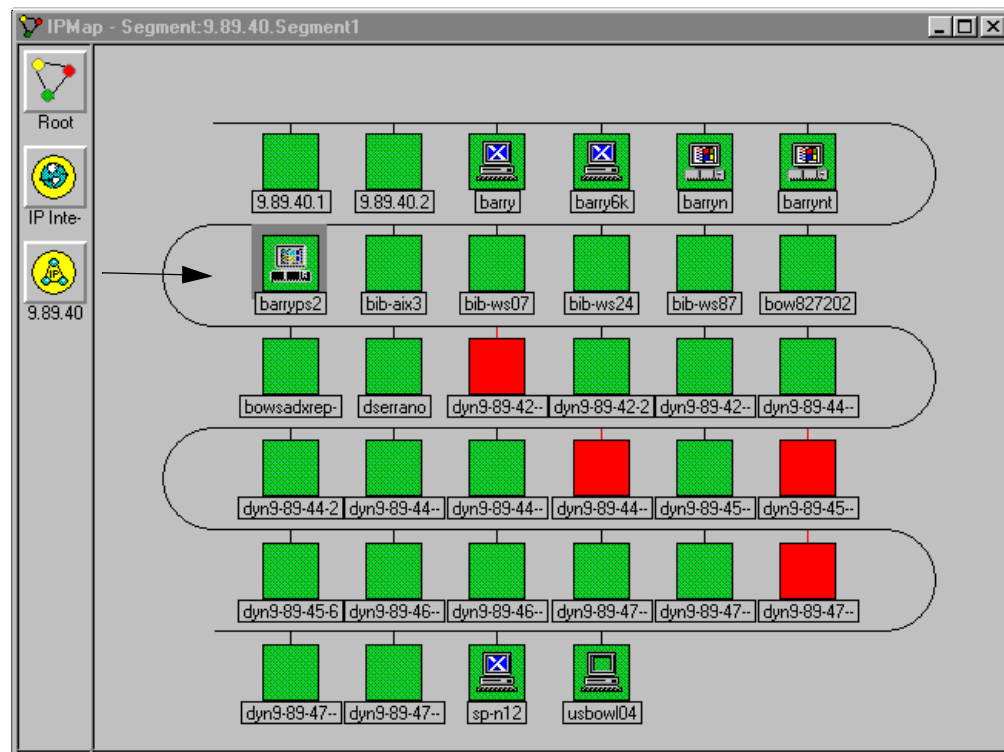 IPMap - Segment:9.89.40.Segment1
Root
IP Inte-
IP
9.89.40
9.89.40.1 9.89.40.2 barry barry6k barryn barrynt
barryps2 bib-aix3 bib-ws07 bib-ws24 bib-ws87 bow827202
bowsadxrep- dserrano dyn9-89-42-- dyn9-89-42-2 dyn9-89-42-- dyn9-89-44--
dyn9-89-44-2 dyn9-89-44-- dyn9-89-44-- dyn9-89-44-- dyn9-89-45-- dyn9-89-45--
dyn9-89-45-6 dyn9-89-46-- dyn9-89-46-- dyn9-89-47-- dyn9-89-47-- dyn9-89-47--
dyn9-89-47-- dyn9-89-47-- sp-n12 usbowl04